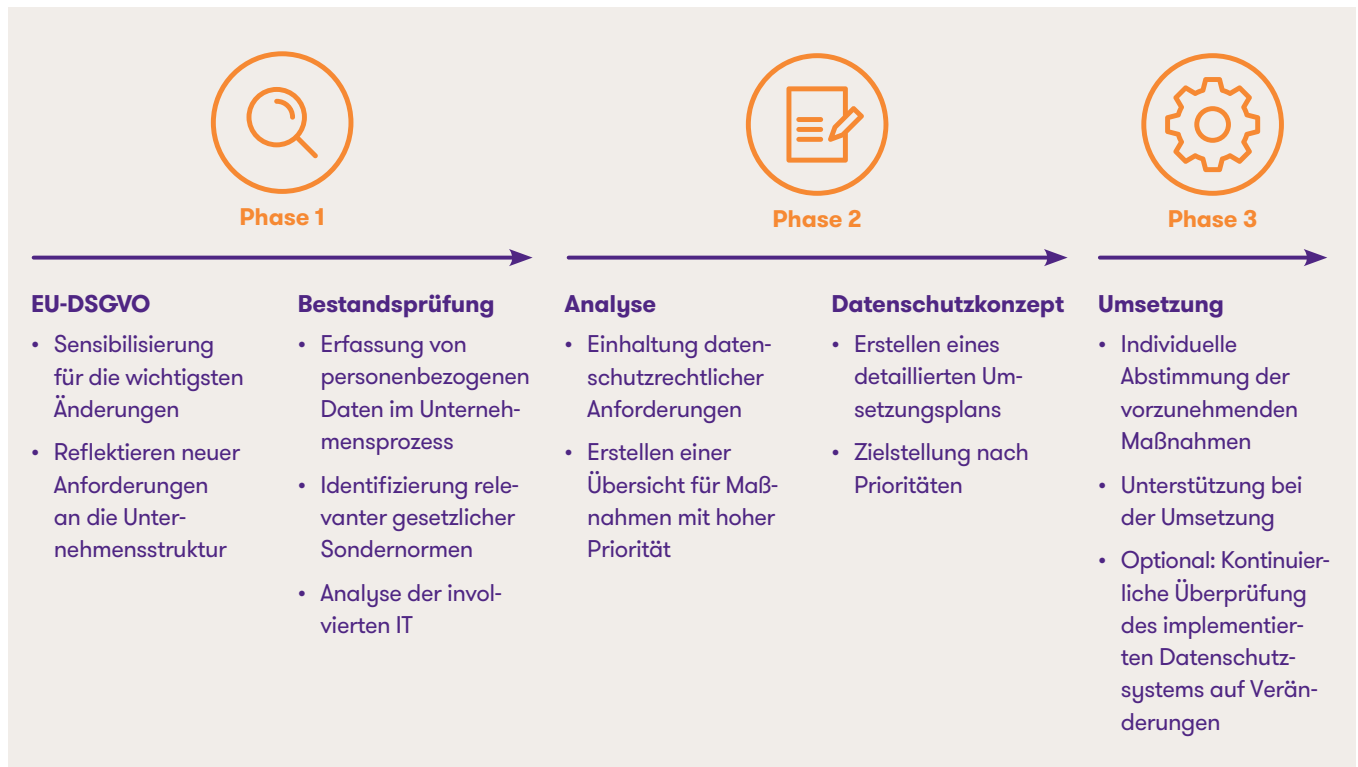 Phase 1
Phase 2
Phase 3
EU-DSGVO
• Sensibilisierung
für die wichtigsten
Änderungen
• Reflektieren neuer
Anforderungen
an die Unter-
nehmensstruktur
Bestandsprüfung
• Erfassung von
personenbezogenen
Daten im Unterneh-
mensprozess
• Identifizierung rele-
vanter gesetzlicher
Sondernormen
• Analyse der invol-
vierten IT
Analyse
• Einhaltung daten-
schutzrechtlicher
Anforderungen
• Erstellen einer
Übersicht für Maß-
nahmen mit hoher
Priorität
Datenschutzkonzept
• Erstellen eines
detaillierten Um-
setzungsplans
• Zielstellung nach
Prioritäten
Umsetzung
• Individuelle
Abstimmung der
vorzunehmenden
Maßnahmen
• Unterstützung bei
der Umsetzung
• Optional: Kontinuier-
liche Überprüfung
des implementier-
ten Datenschutz-
systems auf Verän-
derungen